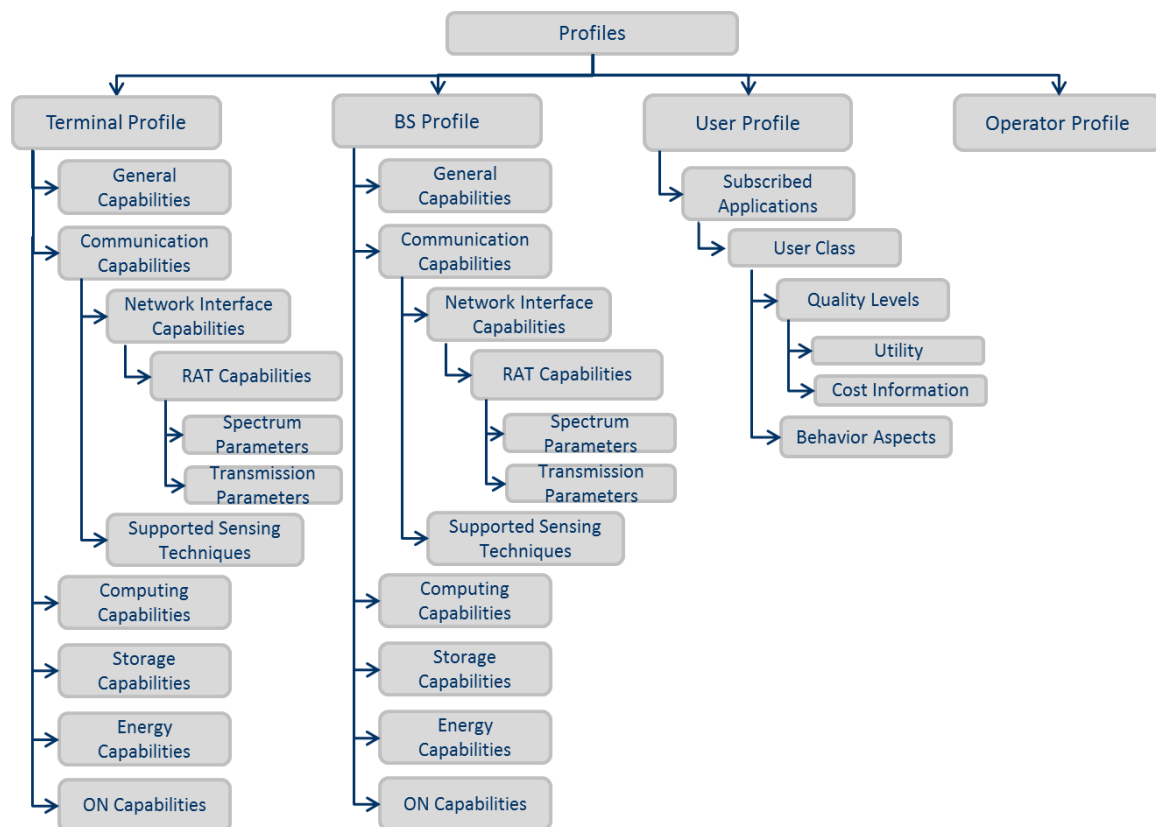 Profiles
Terminal Profile
BS Profile
User Profile
Operator Profile
General
Capabilities
Communication
Capabilities
Network Interface
Capabilities
RAT Capabilities
Spectrum
Parameters
Transmission
Parameters
Supported Sensing
Techniques
Computing
Capabilities
Storage
Capabilities
Energy
Capabilities
ON Capabilities
General
Capabilities
Communication
Capabilities
Network Interface
Capabilities
RAT Capabilities
Spectrum
Parameters
Transmission
Parameters
Supported Sensing
Techniques
Computing
Capabilities
Storage
Capabilities
Energy
Capabilities
ON Capabilities
Subscribed
Applications
User Class
Quality Levels
Utility
Cost Information
Behavior Aspects